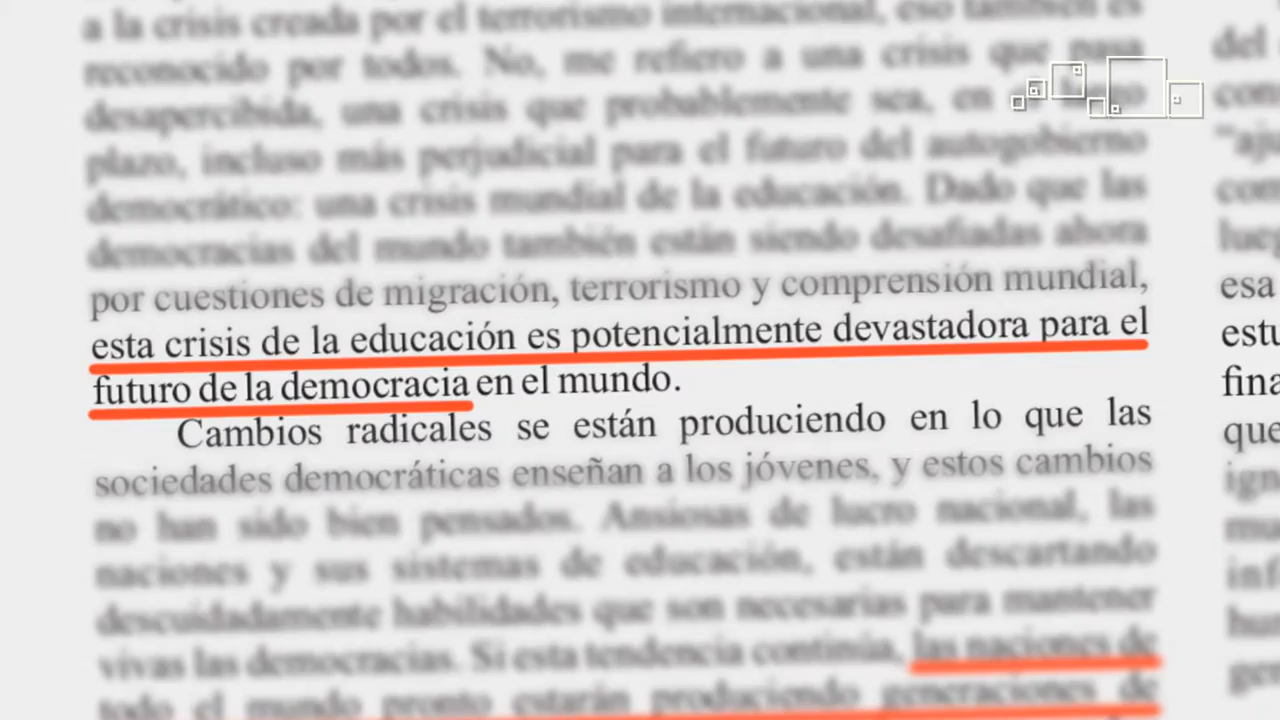 a la crisis creada por el terrorismo internacional, eso también es
reconocido por todos. No, me refiero a una crisis que pasa
desapercibida, una crisis que probablemente sea, en
plazo, incluso más perjudicial para el futuro del autogobierno
democrático: una crisis mundial de la educación. Dado que las
democracias del mundo también están siendo desafiadas ahora
por cuestiones de migración, terrorismo y comprensión mundial,
esta crisis de la educación es potencialmente devastadora para el
futuro de la democracia en el mundo.
Cambios radicales se están produciendo en lo que las
sociedades democráticas enseñan a los jóvenes, y estos cambios
no han sido bien pensados. Ansiosas de lucro nacional, las
naciones y sus sistemas de educación, están descartando
descuidadamente habilidades que son necesarias para mantener
vivas las democracias. Si esta tendencia continúa, las naciones de
todo el mundo pronto estarán produciendo generaciones de
del
esa
que